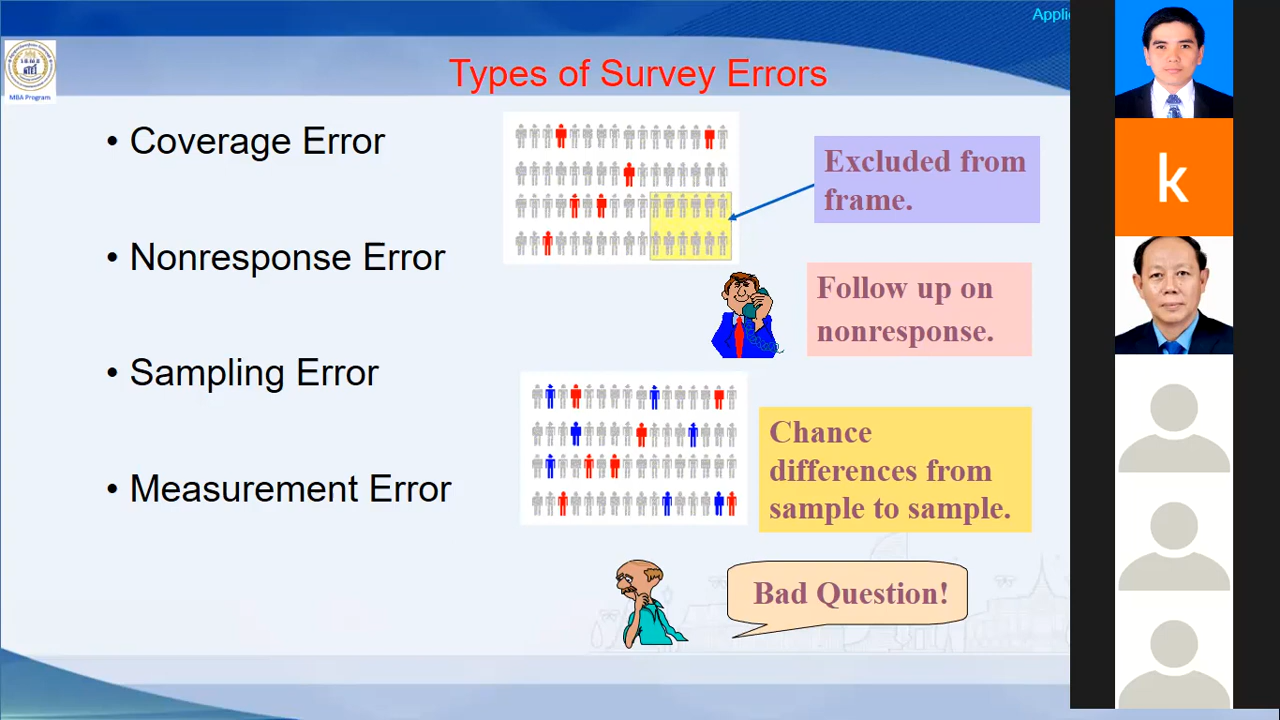 Appli
Types of Survey Errors
• Coverage Error
Excluded from
frame.
• Nonresponse Error
Follow up on
nonresponse.
• Sampling Error
Chance
differences from
sample to sample.
• Measurement Error
Bad Question!
MBA Program
k